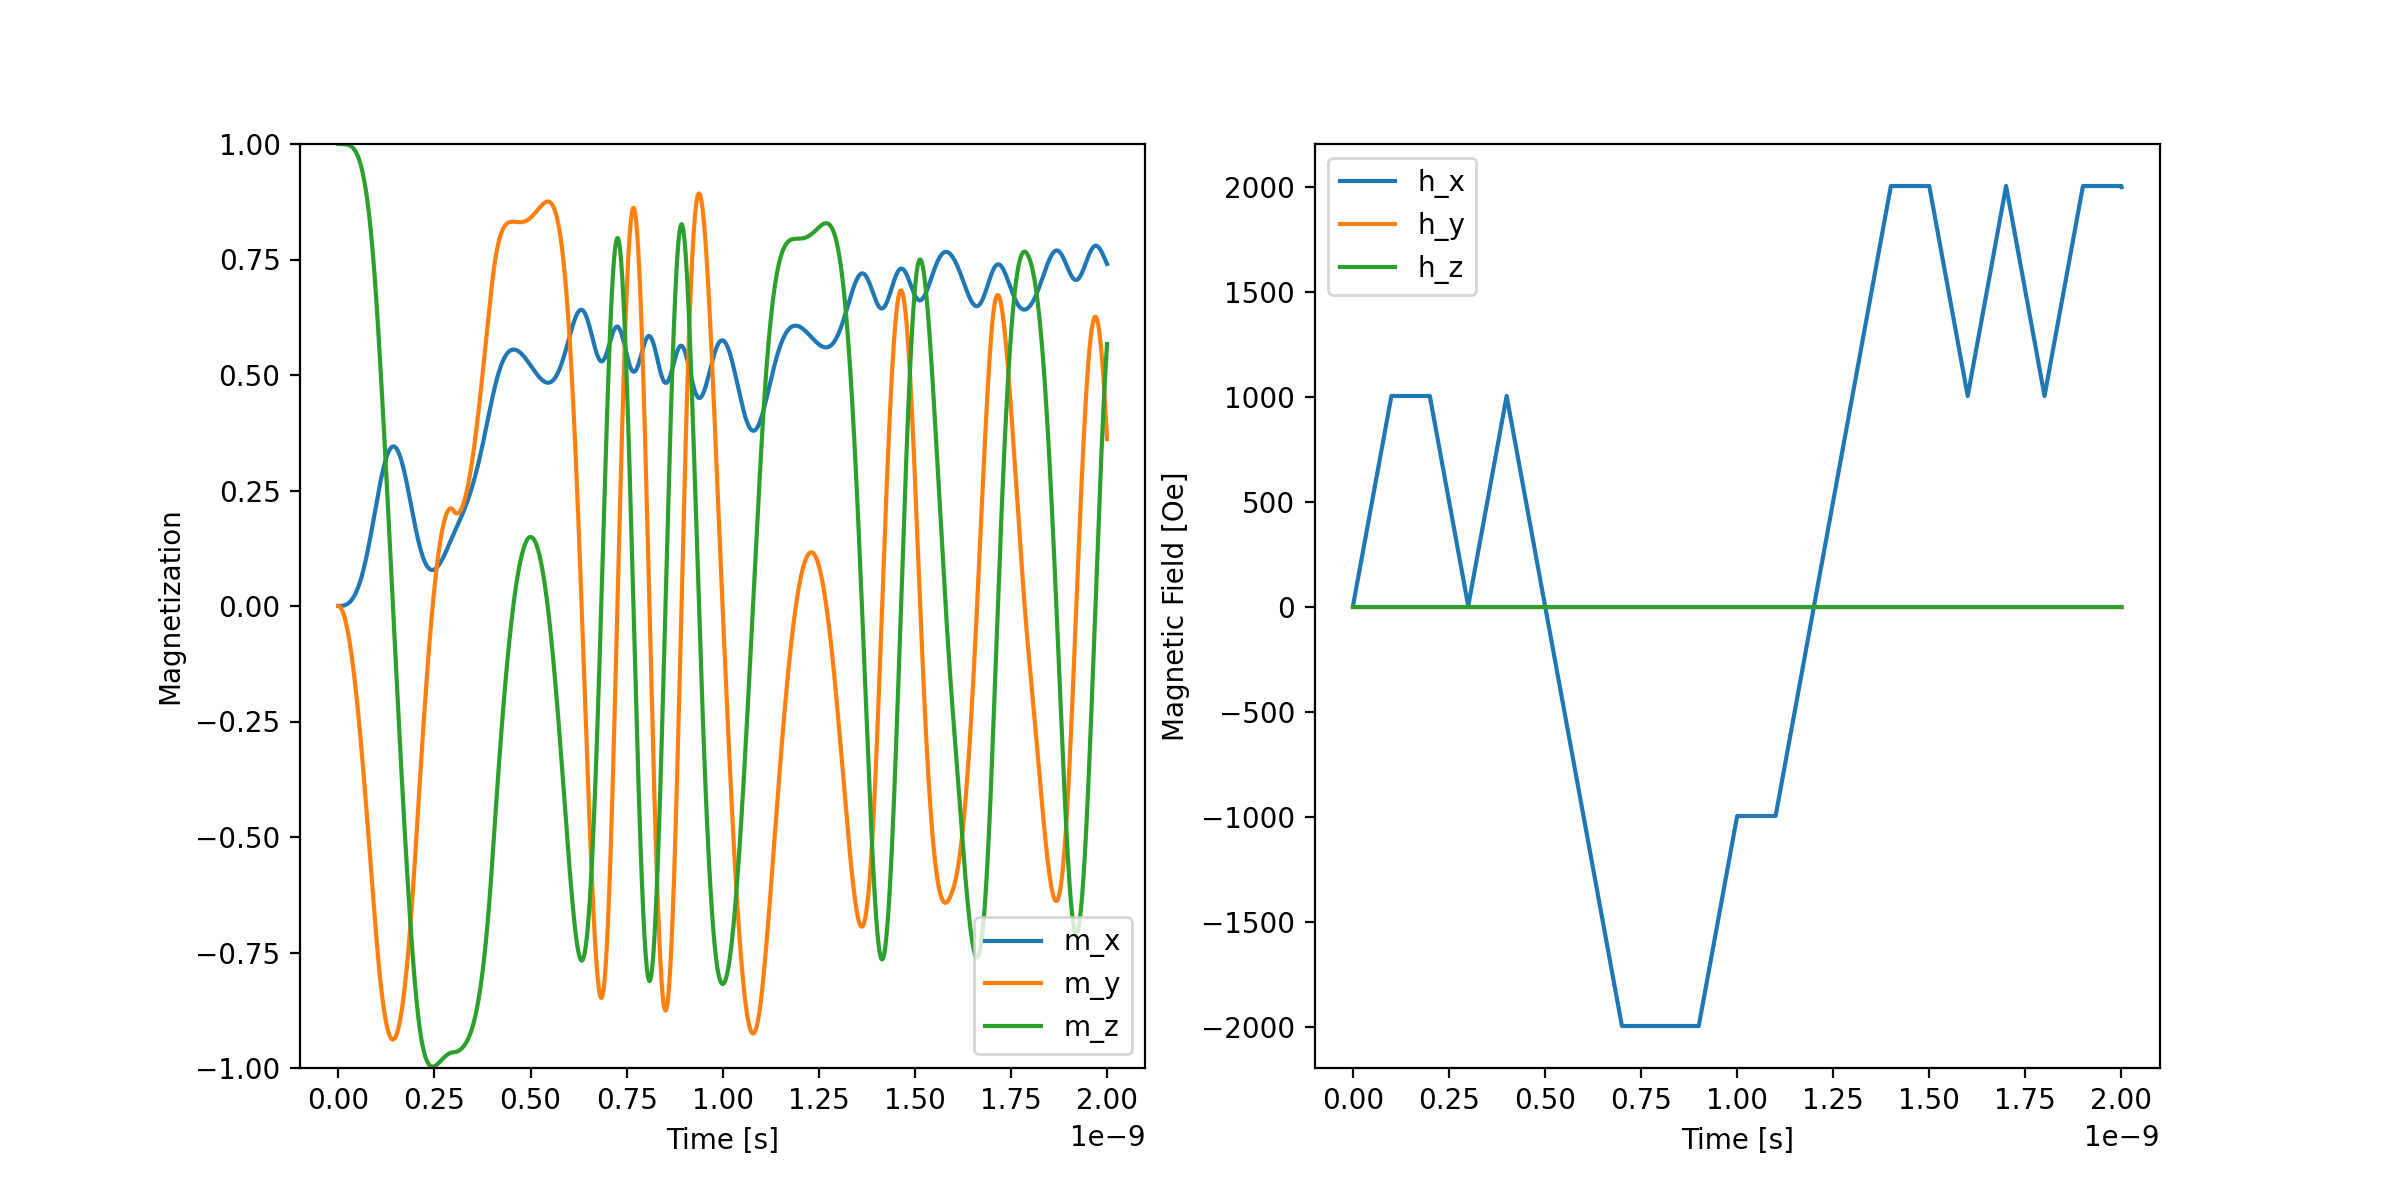 1.00
0.75
0.50
0.25
0.00
−0.25
−0.50
−0.75
−1.00
Magnetization
0.00 0.25 0.50 0.75 1.00 1.25 1.50 1.75 2.00
Time [s]
1e−9
m_x
m_y
m_z
2000
1500
1000
500
0
−500
−1000
−1500
−2000
Magnetic Field [Oe]
0.00 0.25 0.50 0.75 1.00 1.25 1.50 1.75 2.00
Time [s]
1e−9
h_x
h_y
h_z